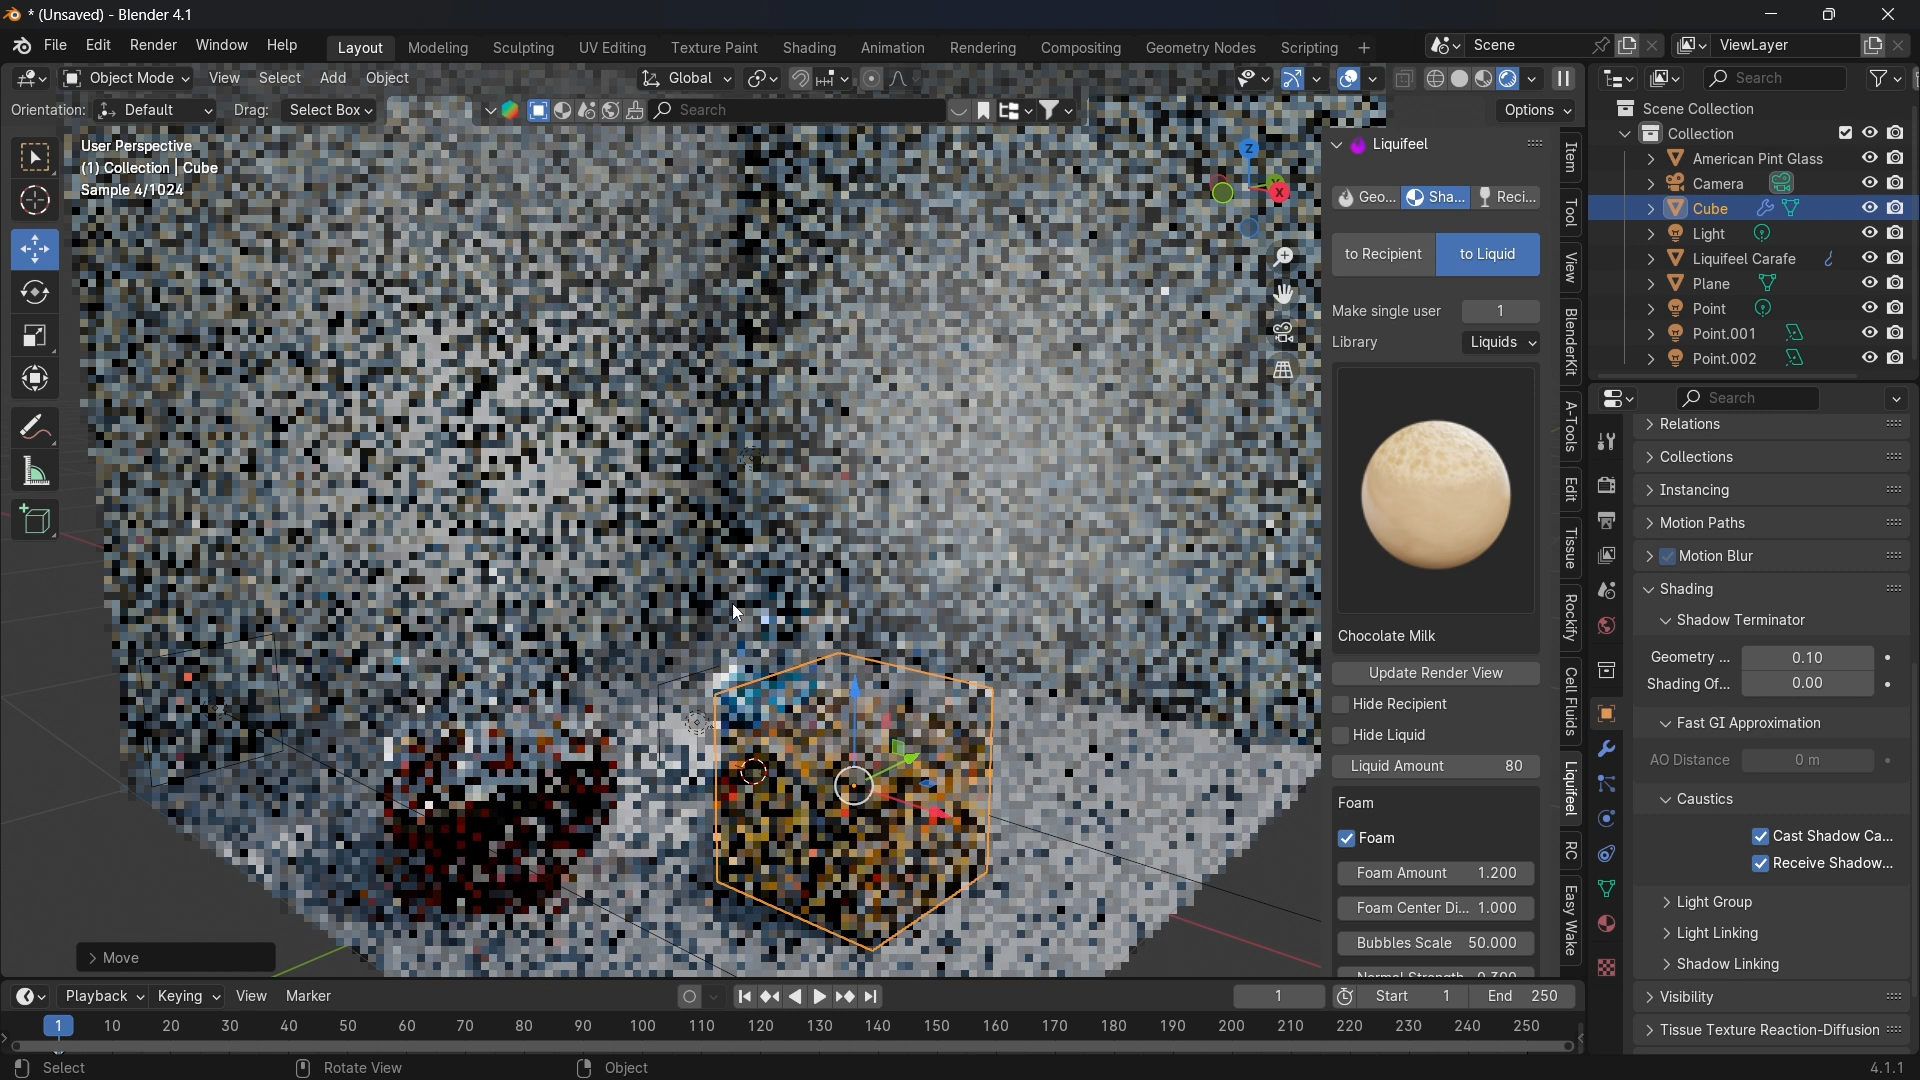 * (Unsaved) - Blender 4.1
File Edit Render Window Help
Layout Modeling Sculpting UV Editing Texture Paint Shading Animation Rendering Compositing Geometry Nodes Scripting +
Scene
ViewLayer
Object Mode View Select Add Object
Global
Search
Orientation: Default Drag: Select Box
Search
Options
User Perspective
(1) Collection | Cube
Sample 4/1024
Z
X
Move
Liquifeel
Geo... Sha... Reci...
to Recipient to Liquid
Make single user 1
Library Liquids
Chocolate Milk
Update Render View
Hide Recipient
Hide Liquid
Liquid Amount 80
Foam
Foam
Foam Amount 1.200
Foam Center Di... 1.000
Bubbles Scale 50.000
Normal Strength 0.300
Item
Tool
View
BlenderKit
A-Tools
Edit
Tissue
Rockify
Cell Fluids
Liquifeel
RC
Easy Wake
Scene Collection
Collection
American Pint Glass
Camera
Cube
Light
Liquifeel Carafe
Plane
Point
Point.001
Point.002
Search
Relations
Collections
Instancing
Motion Paths
Motion Blur
Shading
Shadow Terminator
Geometry ... 0.10
Shading Of... 0.00
Fast GI Approximation
AO Distance 0 m
Caustics
Cast Shadow Ca...
Receive Shadow...
Light Group
Light Linking
Shadow Linking
Visibility
Tissue Texture Reaction-Diffusion
Playback Keying View Marker
1 Start 1 End 250
1 10 20 30 40 50 60 70 80 90 100 110 120 130 140 150 160 170 180 190 200 210 220 230 240 250
Select Rotate View Object 4.1.1